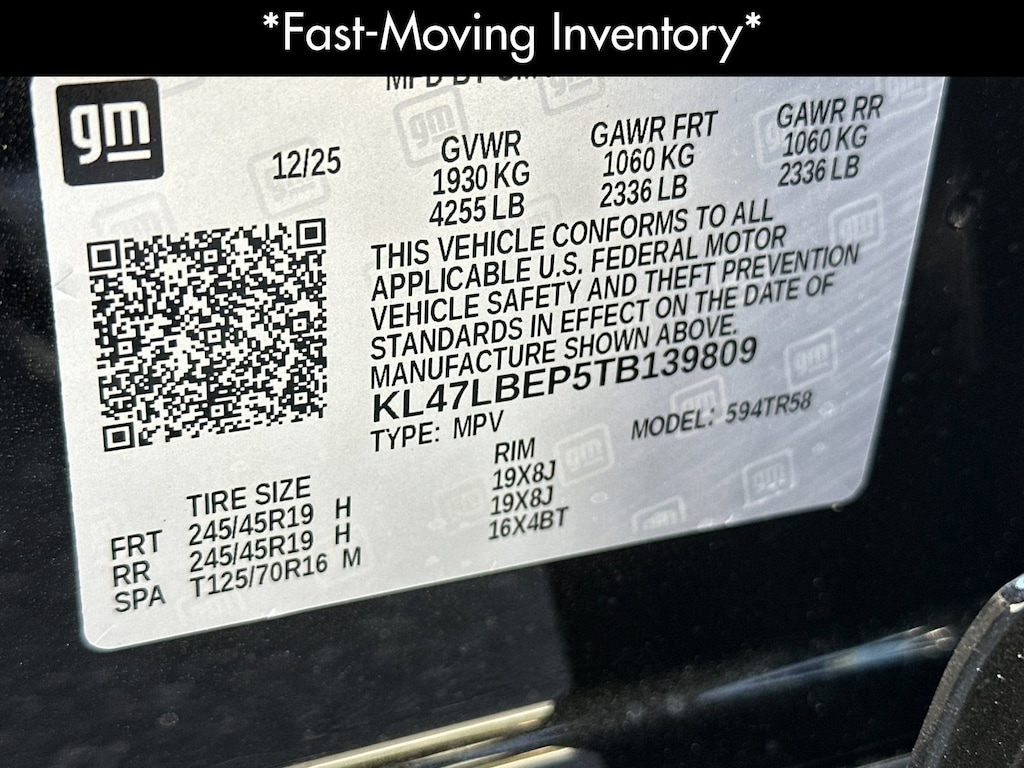 *Fast-Moving Inventory*
MFD BY
gm
12/25
GVWR
1930 KG
4255 LB
GAWR FRT
1060 KG
2336 LB
GAWR RR
1060 KG
2336 LB
THIS VEHICLE CONFORMS TO ALL
APPLICABLE U.S. FEDERAL MOTOR
VEHICLE SAFETY AND THEFT PREVENTION
STANDARDS IN EFFECT ON THE DATE OF
MANUFACTURE SHOWN ABOVE.
KL47LBEP5TB139809
TYPE: MPV
MODEL: 594TR58
TIRE SIZE
RIM
FRT 245/45R19 H 19X8J
RR 245/45R19 H 19X8J
SPA T125/70R16 M 16X4BT